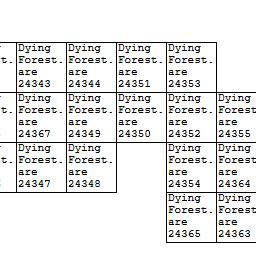 Dying
Forest.
are
24343
Dying
Forest.
are
24344
Dying
Forest.
are
24351
Dying
Forest.
are
24353
Dying
Forest.
are
24367
Dying
Forest.
are
24349
Dying
Forest.
are
24350
Dying
Forest.
are
24352
Dying
Forest.
are
24355
Dying
Forest.
are
24347
Dying
Forest.
are
24348
Dying
Forest.
are
24354
Dying
Forest.
are
24364
Dying
Forest.
are
24365
Dying
Forest.
are
24363